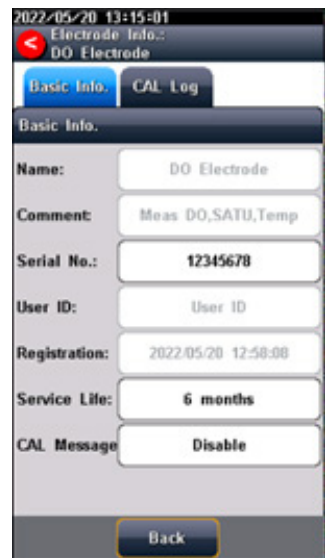 2022/05/20 13:15:01
<
Electrode Info.:
DO Electrode
Basic Info. CAL Log
Basic Info.
Name: DO Electrode
Comment: Meas DO,SATU,Temp
Serial No.: 12345678
User ID: User ID
Registration: 2022/05/20 12:58:08
Service Life: 6 months
CAL Message Disable
Back